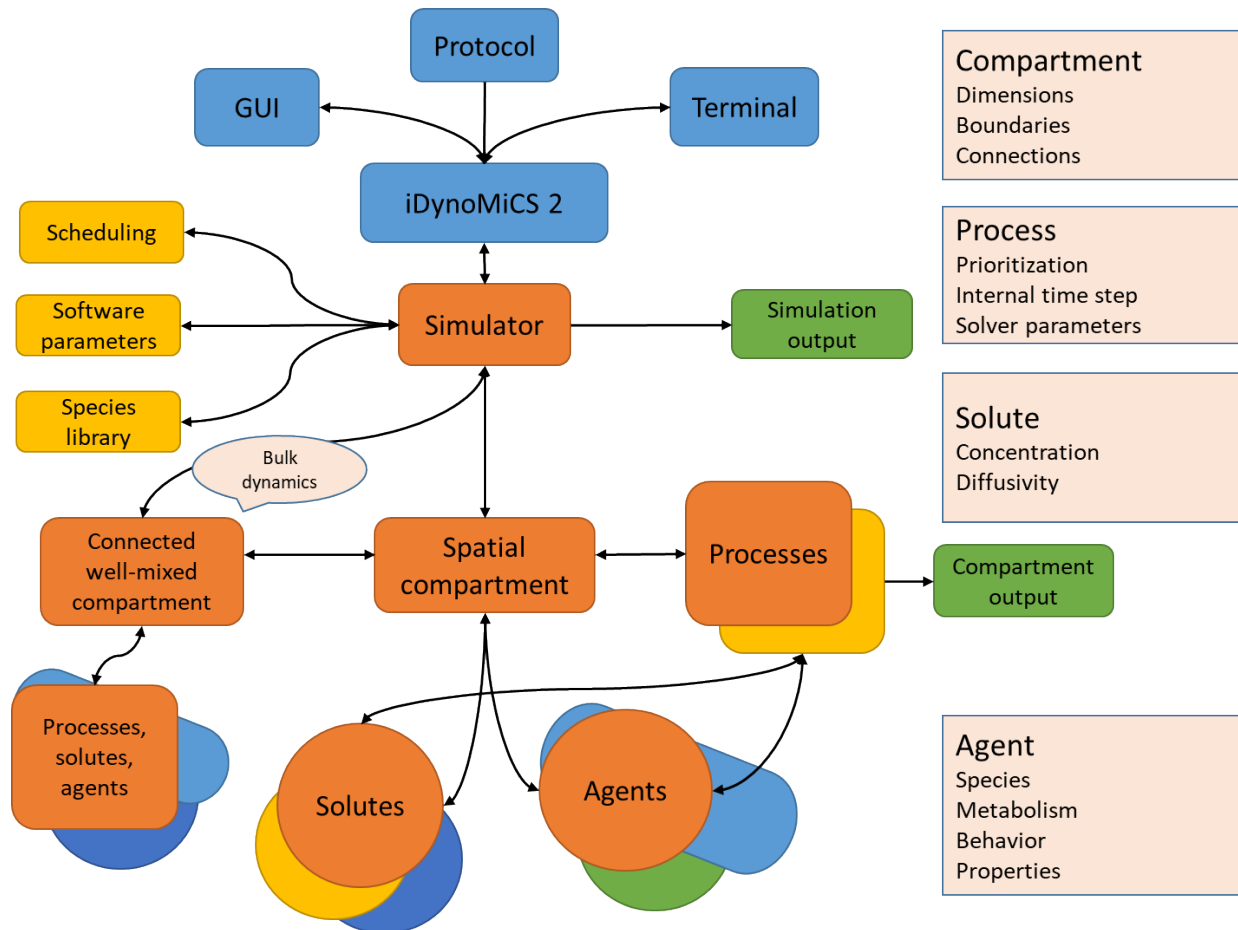 Protocol
GUI
Terminal
iDynoMiCS 2
Scheduling
Software
parameters
Species
library
Simulator
Simulation
output
Bulk
dynamics
Connected
well-mixed
compartment
Spatial
compartment
Processes
Compartment
output
Processes,
solutes,
agents
Solutes
Agents
Compartment
Dimensions
Boundaries
Connections
Process
Prioritization
Internal time step
Solver parameters
Solute
Concentration
Diffusivity
Agent
Species
Metabolism
Behavior
Properties